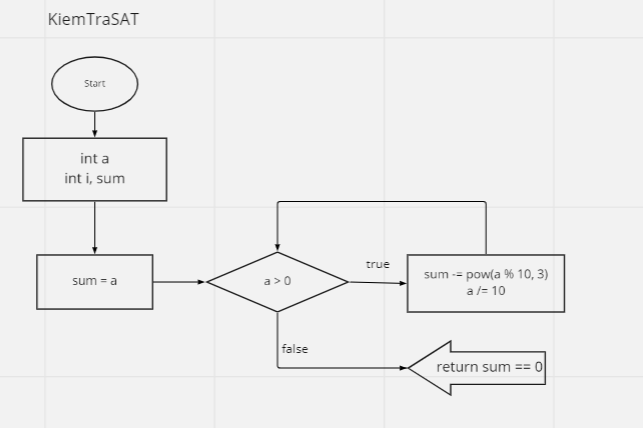 KiemTraSAT
Start
int a
int i, sum
sum = a
a > 0
true
sum -= pow(a % 10, 3)
a /= 10
false
return sum == 0